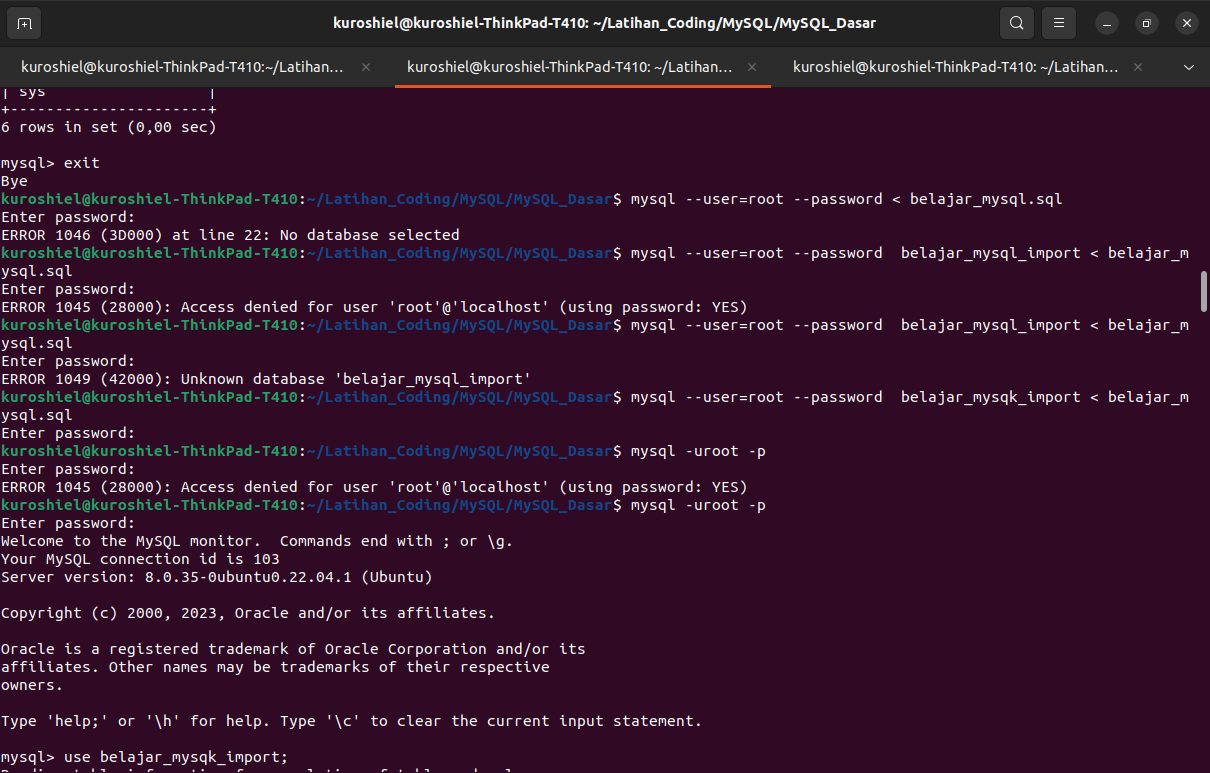 kuroshiel@kuroshiel-ThinkPad-T410: ~/Latihan_Coding/MySQL/MySQL_Dasar
kuroshiel@kuroshiel-ThinkPad-T410:~/Latihan...
kuroshiel@kuroshiel-ThinkPad-T410: ~/Latihan...
kuroshiel@kuroshiel-ThinkPad-T410: ~/Latihan...
| sys                  |
+----------------------+
6 rows in set (0,00 sec)
mysql> exit
Bye
kuroshiel@kuroshiel-ThinkPad-T410:~/Latihan_Coding/MySQL/MySQL_Dasar$ mysql --user=root --password < belajar_mysql.sql
Enter password:
ERROR 1046 (3D000) at line 22: No database selected
kuroshiel@kuroshiel-ThinkPad-T410:~/Latihan_Coding/MySQL/MySQL_Dasar$ mysql --user=root --password  belajar_mysql_import < belajar_m
ysql.sql
Enter password:
ERROR 1045 (28000): Access denied for user 'root'@'localhost' (using password: YES)
kuroshiel@kuroshiel-ThinkPad-T410:~/Latihan_Coding/MySQL/MySQL_Dasar$ mysql --user=root --password  belajar_mysql_import < belajar_m
ysql.sql
Enter password:
ERROR 1049 (42000): Unknown database 'belajar_mysql_import'
kuroshiel@kuroshiel-ThinkPad-T410:~/Latihan_Coding/MySQL/MySQL_Dasar$ mysql --user=root --password  belajar_mysqk_import < belajar_m
ysql.sql
Enter password:
kuroshiel@kuroshiel-ThinkPad-T410:~/Latihan_Coding/MySQL/MySQL_Dasar$ mysql -uroot -p
Enter password:
ERROR 1045 (28000): Access denied for user 'root'@'localhost' (using password: YES)
kuroshiel@kuroshiel-ThinkPad-T410:~/Latihan_Coding/MySQL/MySQL_Dasar$ mysql -uroot -p
Enter password:
Welcome to the MySQL monitor.  Commands end with ; or \g.
Your MySQL connection id is 103
Server version: 8.0.35-0ubuntu0.22.04.1 (Ubuntu)
Copyright (c) 2000, 2023, Oracle and/or its affiliates.
Oracle is a registered trademark of Oracle Corporation and/or its
affiliates. Other names may be trademarks of their respective
owners.
Type 'help;' or '\h' for help. Type '\c' to clear the current input statement.
mysql> use belajar_mysqk_import;